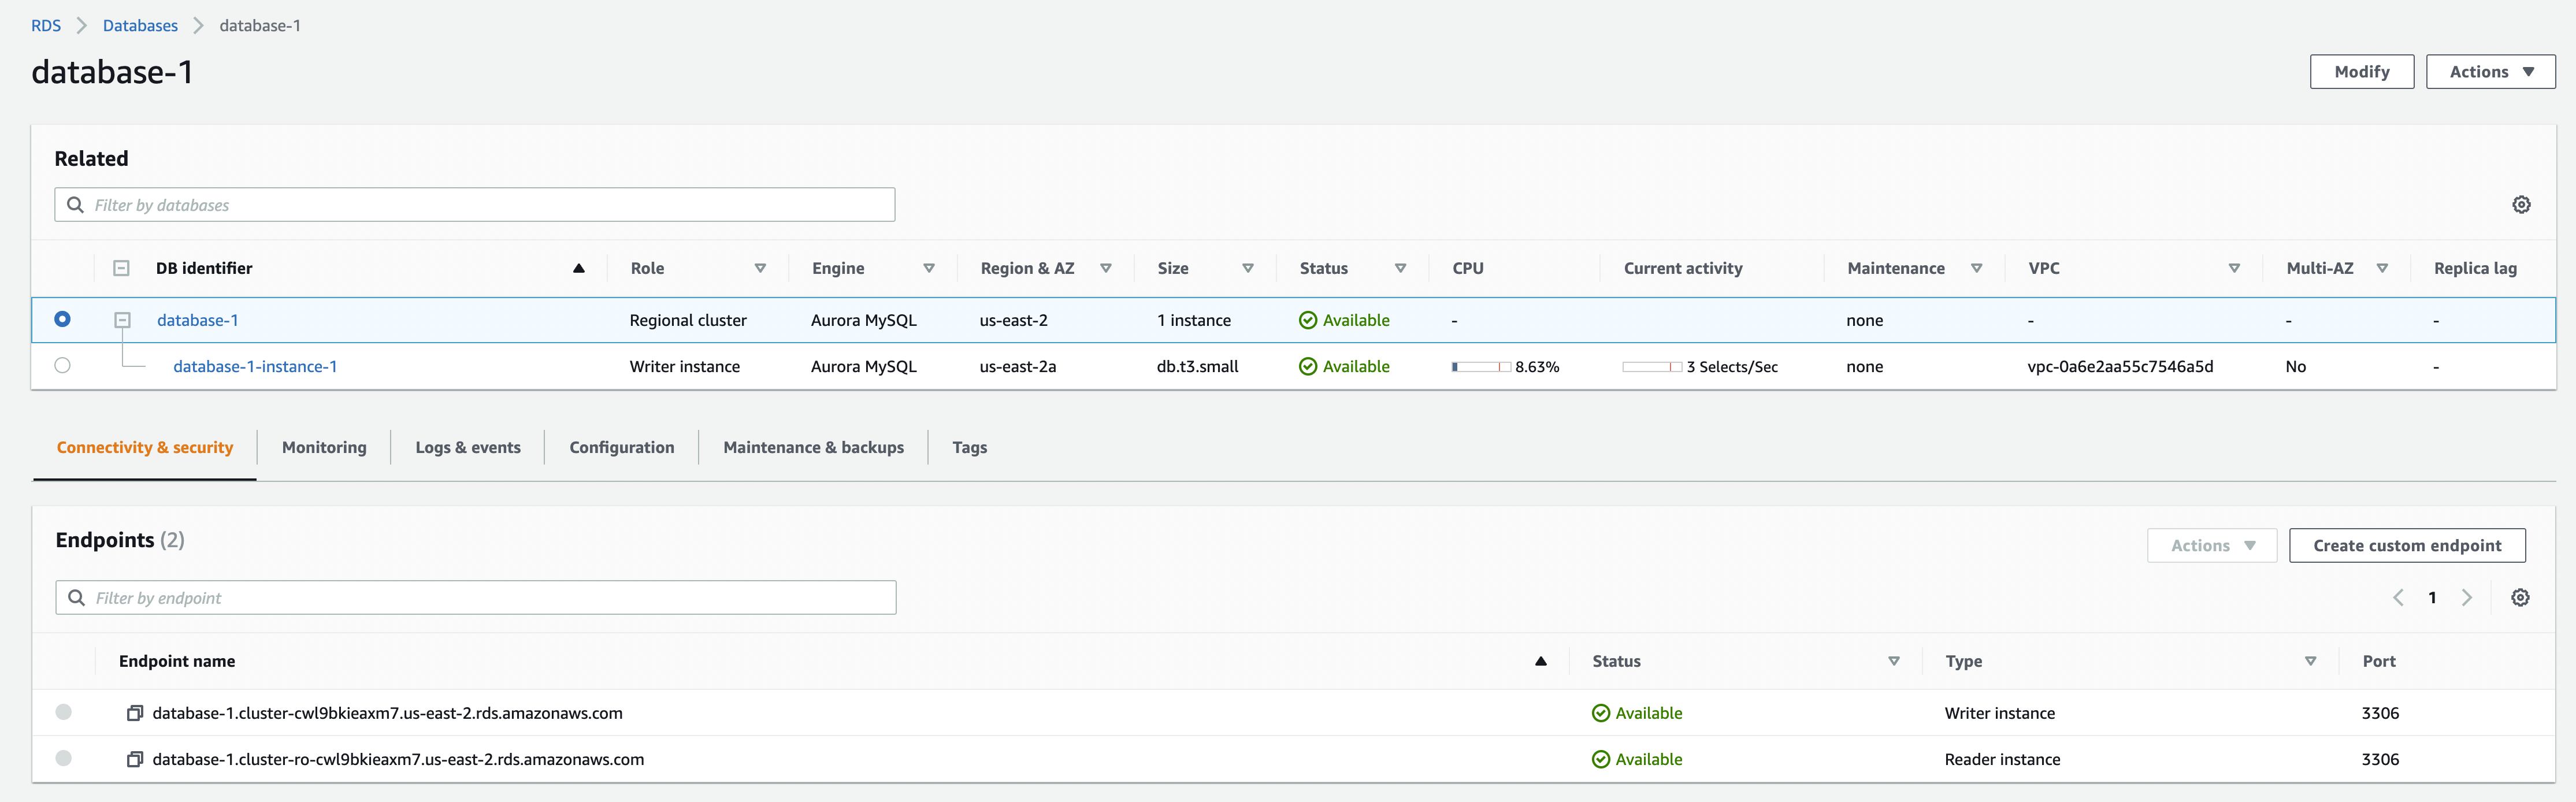 RDS > Databases > database-1
database-1
Modify Actions
Related
Filter by databases
DB identifier Role Engine Region & AZ Size Status CPU Current activity Maintenance VPC Multi-AZ Replica lag
database-1 Regional cluster Aurora MySQL us-east-2 1 instance Available - none - - -
database-1-instance-1 Writer instance Aurora MySQL us-east-2a db.t3.small Available 8.63% 3 Selects/Sec none vpc-0a6e2aa55c7546a5d No -
Connectivity & security Monitoring Logs & events Configuration Maintenance & backups Tags
Endpoints (2)
Actions Create custom endpoint
Filter by endpoint
1
Endpoint name Status Type Port
database-1.cluster-cwl9bkieaxm7.us-east-2.rds.amazonaws.com Available Writer instance 3306
database-1.cluster-ro-cwl9bkieaxm7.us-east-2.rds.amazonaws.com Available Reader instance 3306